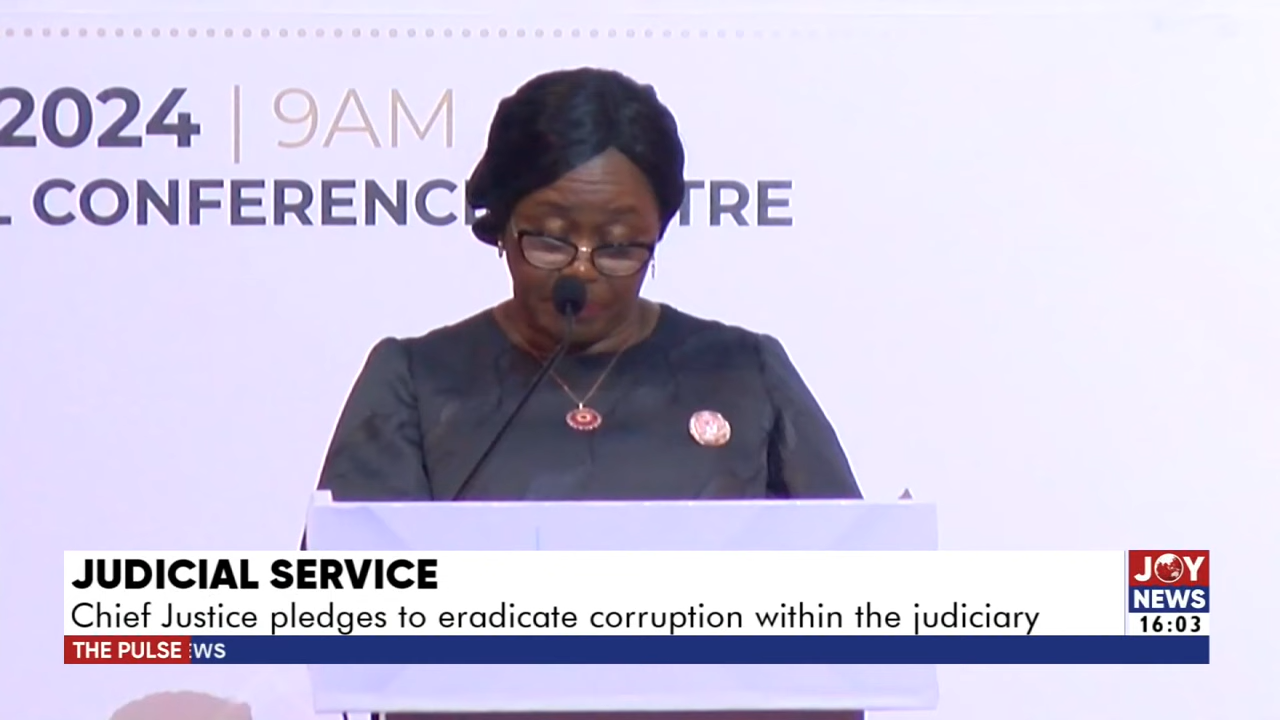 2024 | 9AM
CONFERENC TRE
JUDICIAL SERVICE
Chief Justice pledges to eradicate corruption within the judiciary
JOY
NEWS
16:03
THE PULSE EWS